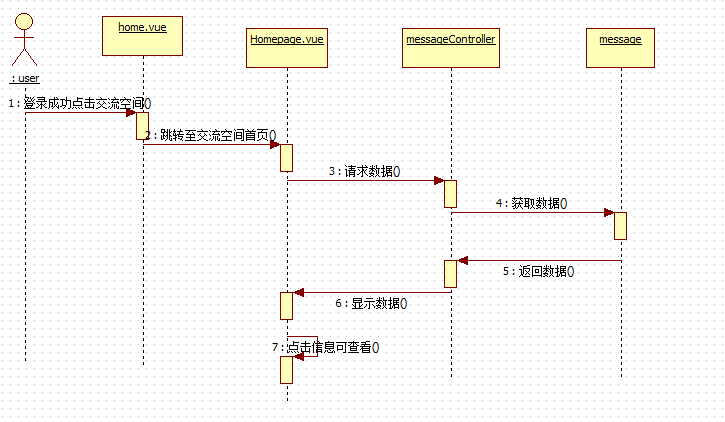 home.vue
Homepage.vue
messageController
message
: user
1 : 登录成功点击交流空间()
2 : 跳转至交流空间首页()
3 : 请求数据()
4 : 获取数据()
5 : 返回数据()
6 : 显示数据()
7 : 点击信息可查看()